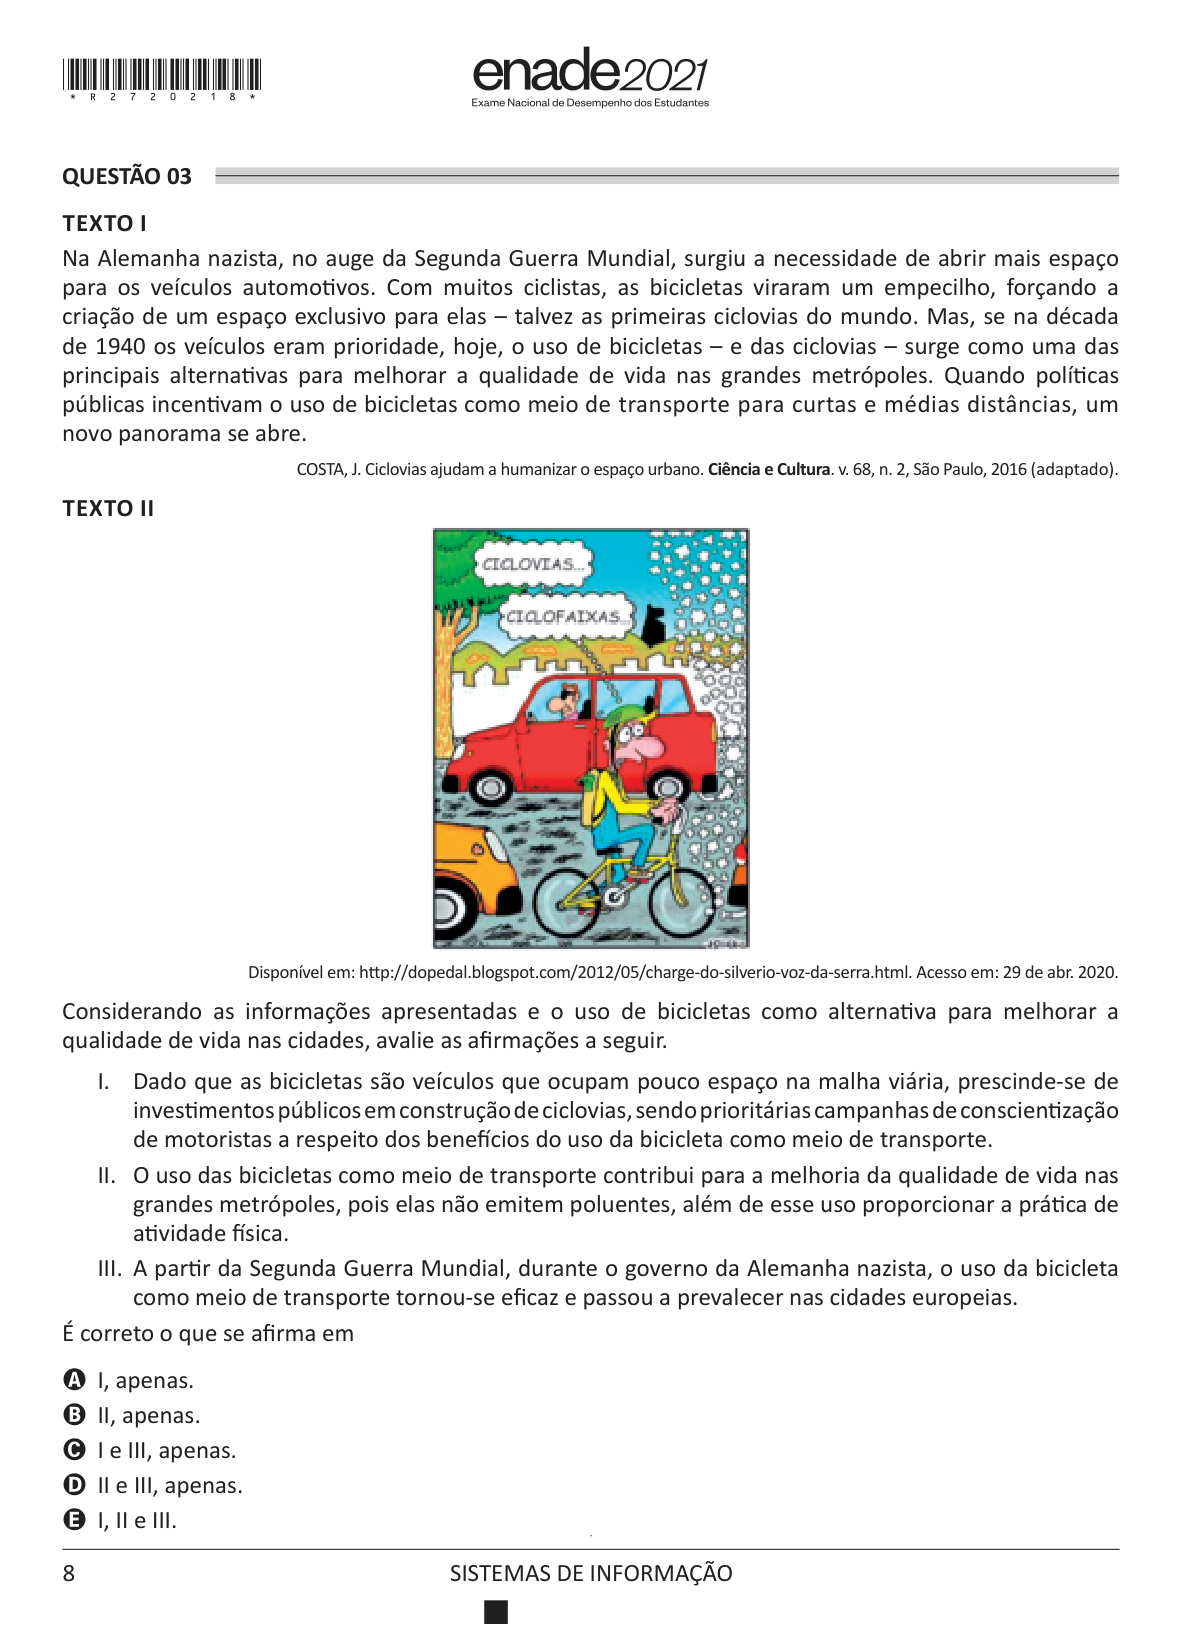 *R2720218*
enade2021
Exame Nacional de Desempenho dos Estudantes
QUESTÃO 03
TEXTO I
Na Alemanha nazista, no auge da Segunda Guerra Mundial, surgiu a necessidade de abrir mais espaço
para os veículos automotivos. Com muitos ciclistas, as bicicletas viraram um empecilho, forçando a
criação de um espaço exclusivo para elas – talvez as primeiras ciclovias do mundo. Mas, se na década
de 1940 os veículos eram prioridade, hoje, o uso de bicicletas – e das ciclovias – surge como uma das
principais alternativas para melhorar a qualidade de vida nas grandes metrópoles. Quando políticas
públicas incentivam o uso de bicicletas como meio de transporte para curtas e médias distâncias, um
novo panorama se abre.
COSTA, J. Ciclovias ajudam a humanizar o espaço urbano. Ciência e Cultura. v. 68, n. 2, São Paulo, 2016 (adaptado).
TEXTO II
CICLOVIAS...
CICLOFAIXAS...
Disponível em: http://dopedal.blogspot.com/2012/05/charge-do-silverio-voz-da-serra.html. Acesso em: 29 de abr. 2020.
Considerando as informações apresentadas e o uso de bicicletas como alternativa para melhorar a
qualidade de vida nas cidades, avalie as afirmações a seguir.
I. Dado que as bicicletas são veículos que ocupam pouco espaço na malha viária, prescinde-se de
investimentos públicos em construção de ciclovias, sendo prioritárias campanhas de conscientização
de motoristas a respeito dos benefícios do uso da bicicleta como meio de transporte.
II. O uso das bicicletas como meio de transporte contribui para a melhoria da qualidade de vida nas
grandes metrópoles, pois elas não emitem poluentes, além de esse uso proporcionar a prática de
atividade física.
III. A partir da Segunda Guerra Mundial, durante o governo da Alemanha nazista, o uso da bicicleta
como meio de transporte tornou-se eficaz e passou a prevalecer nas cidades europeias.
É correto o que se afirma em
A I, apenas.
B II, apenas.
C I e III, apenas.
D II e III, apenas.
E I, II e III.
8
SISTEMAS DE INFORMAÇÃO